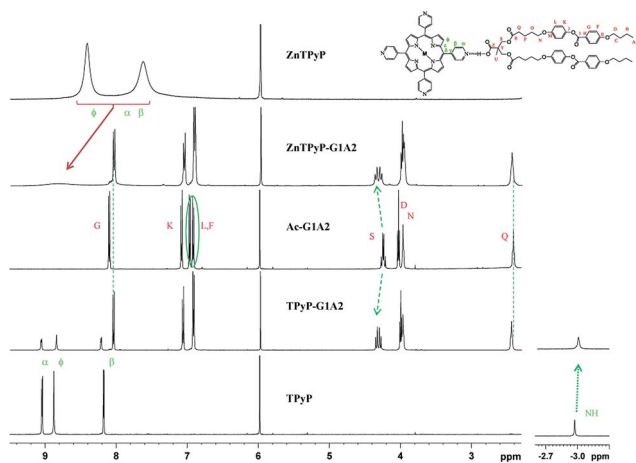 ZnTPyP
ϕ α β
ZnTPyP-G1A2
G K L,F Ac-G1A2 S D N Q
TPyP-G1A2
α ϕ β
TPyP
NH
9 8 7 6 5 4 3 ppm
-2.7 -3.0 ppm